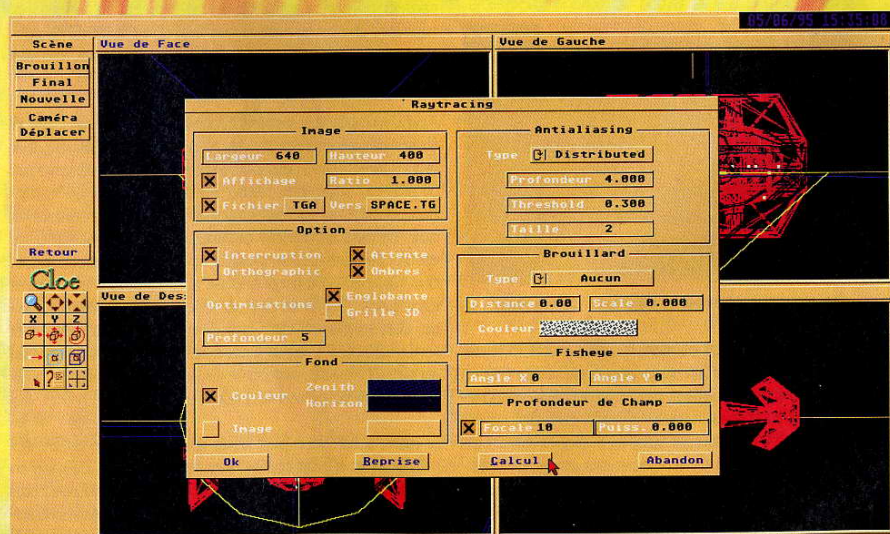 05/06/95 15:35:08
Scène
Vue de Face
Vue de Gauche
Brouillon
Final
Nouvelle
Caméra
Déplacer
Retour
Cloe
X Y Z
Vue de Des
Raytracing
Image
Largeur 640 Hauteur 400
Affichage Ratio 1.000
Fichier TGA Vers SPACE.TG
Option
Interruption Attente
Orthographic Ombres
Optimisations Englobante
Grille 3D
Profondeur 5
Fond
Couleur Zenith
Horizon
Image
Antialiasing
Type Distributed
Profondeur 4.000
Threshold 0.300
Taille 2
Brouillard
Type Aucun
Distance 0.00 Scale 0.000
Couleur
Fisheye
Angle X 0 Angle Y 0
Profondeur de Champ
Focale 10 Puiss. 0.000
Ok Reprise Calcul Abandon